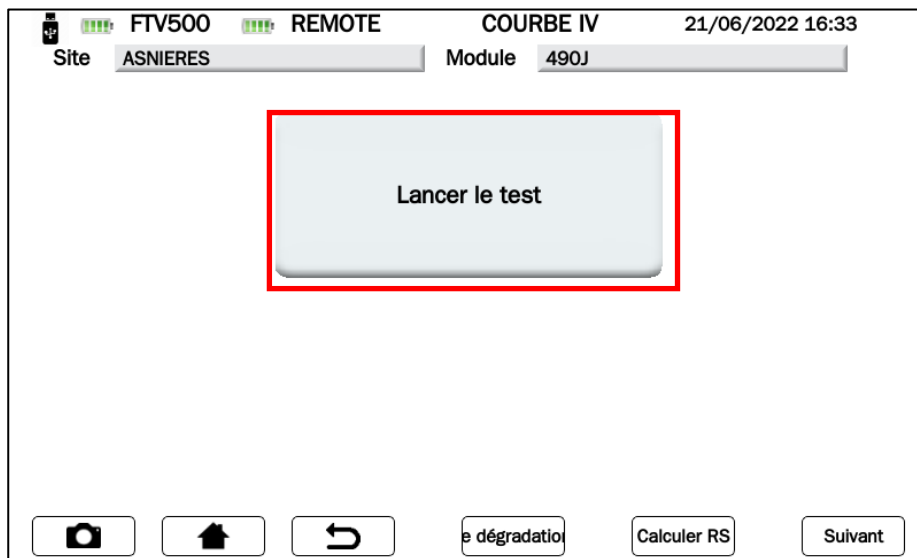 FTV500 REMOTE COURBE IV 21/06/2022 16:33
Site ASNIERES Module 490J
Lancer le test
e dégradation Calculer RS Suivant